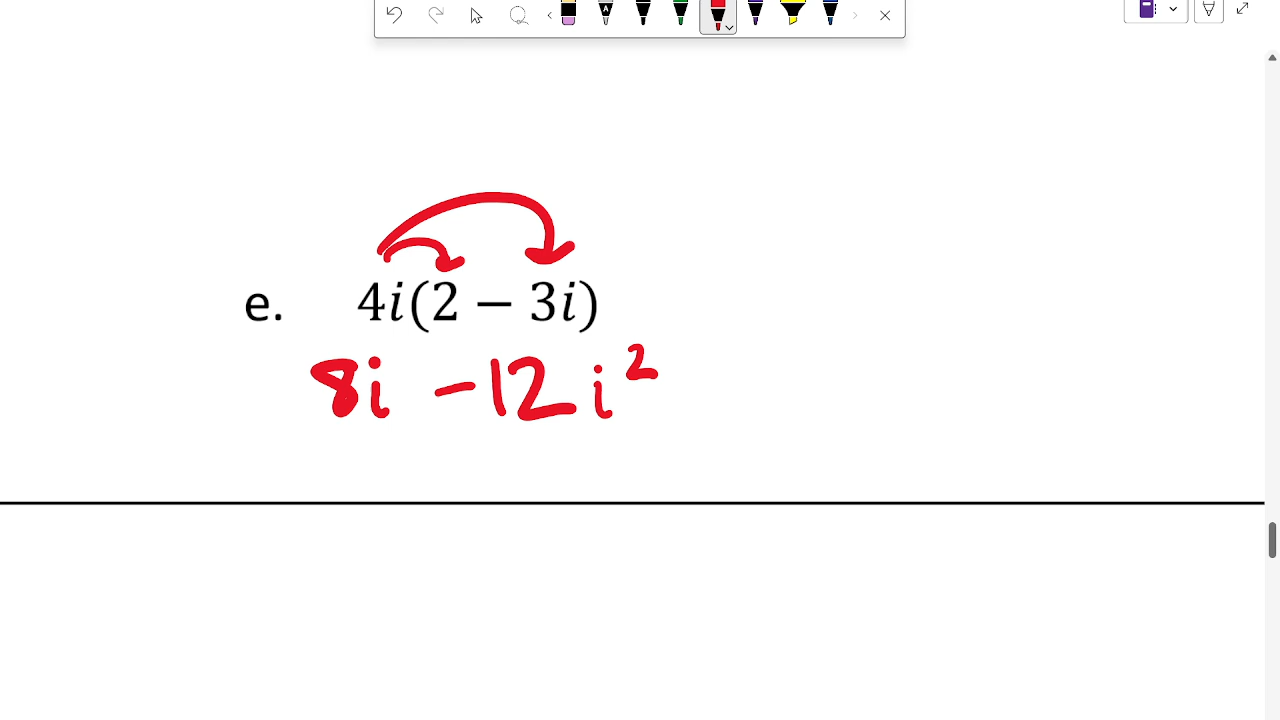 e. 4i(2 − 3i)
8i -12i²